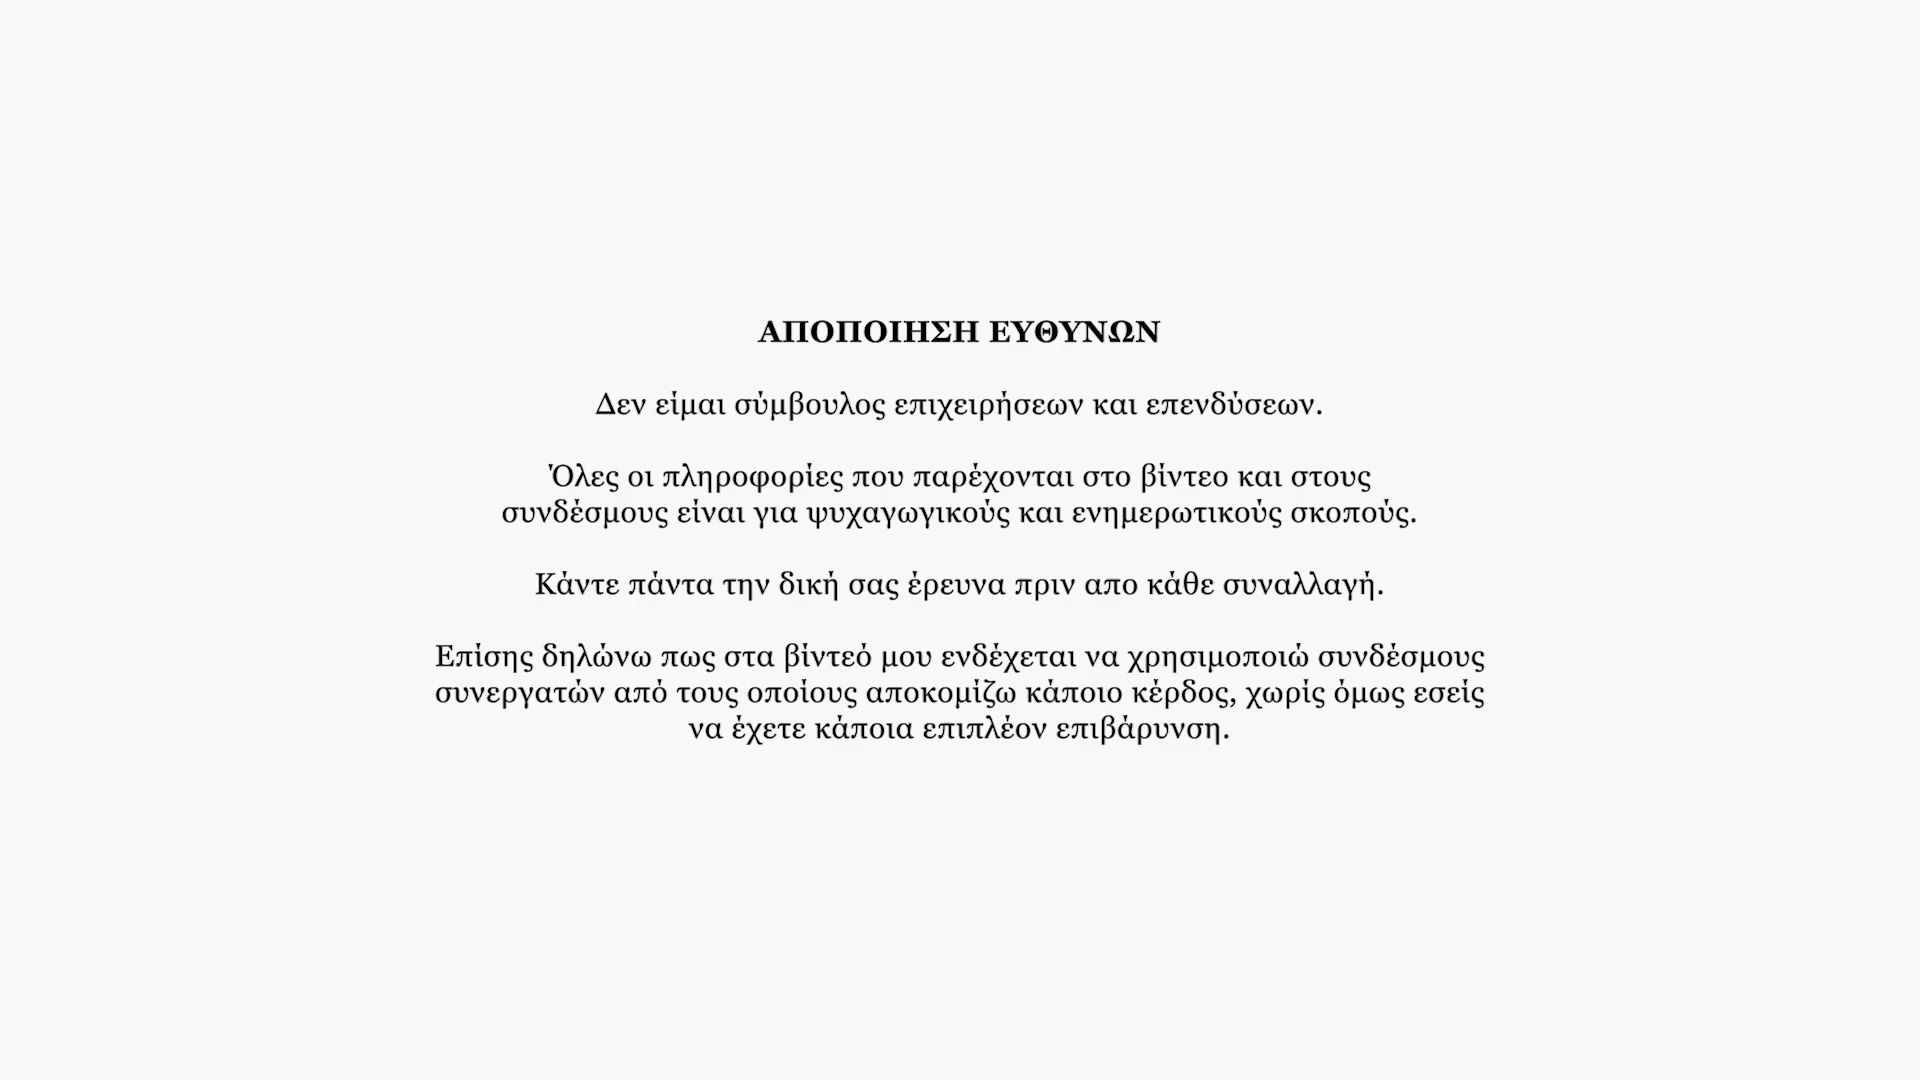 ΑΠΟΠΟΙΗΣΗ ΕΥΘΥΝΩΝ
Δεν είμαι σύμβουλος επιχειρήσεων και επενδύσεων.
Όλες οι πληροφορίες που παρέχονται στο βίντεο και στους
συνδέσμους είναι για ψυχαγωγικούς και ενημερωτικούς σκοπούς.
Κάντε πάντα την δική σας έρευνα πριν απο κάθε συναλλαγή.
Επίσης δηλώνω πως στα βίντεό μου ενδέχεται να χρησιμοποιώ συνδέσμους
συνεργατών από τους οποίους αποκομίζω κάποιο κέρδος, χωρίς όμως εσείς
να έχετε κάποια επιπλέον επιβάρυνση.